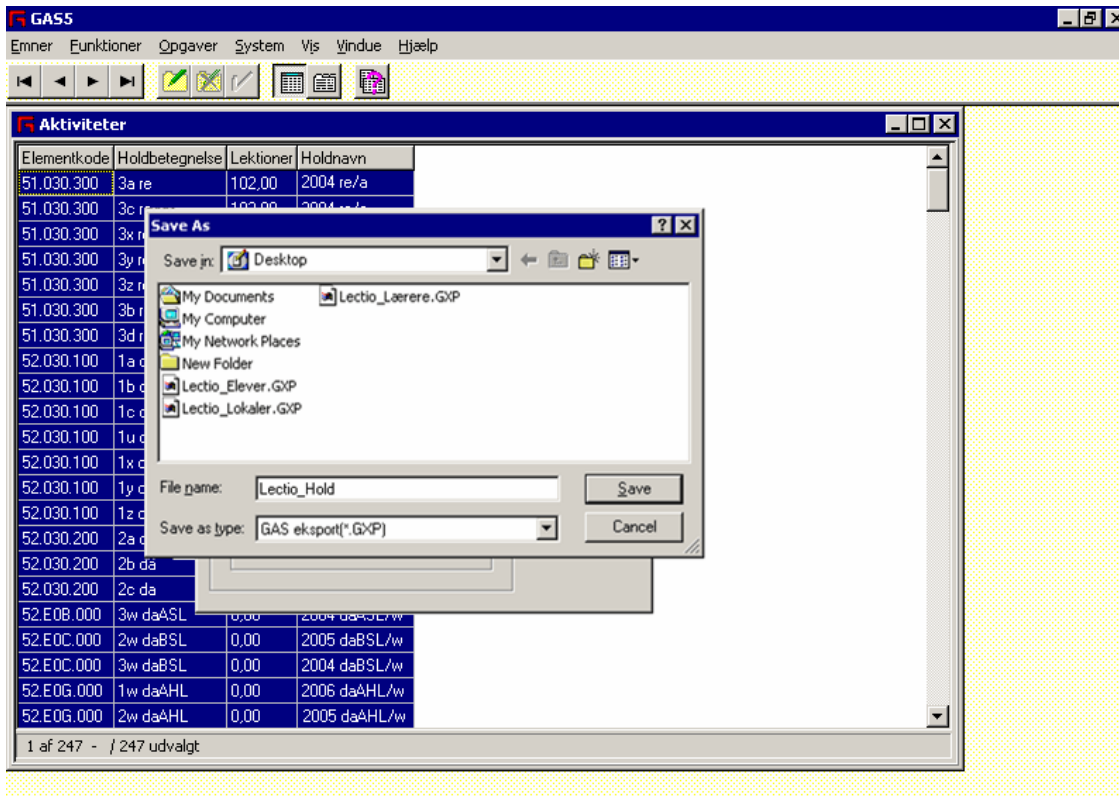 GAS5
Emner Funktioner Opgaver System Vis Vindue Hjælp
Aktiviteter
Elementkode Holdbetegnelse Lektioner Holdnavn
51.030.300 3a re 102,00 2004 re/a
51.030.300 3c
51.030.300 3x
51.030.300 3y
51.030.300 3z
51.030.300 3b
51.030.300 3d
52.030.100 1a
52.030.100 1b
52.030.100 1c
52.030.100 1u
52.030.100 1x
52.030.100 1y
52.030.100 1z
52.030.200 2a
52.030.200 2b da
52.030.200 2c da
52.E0B.000 3w daASL 0,00 2004 daASL/w
52.E0C.000 2w daBSL 0,00 2005 daBSL/w
52.E0C.000 3w daBSL 0,00 2004 daBSL/w
52.E0G.000 1w daAHL 0,00 2006 daAHL/w
52.E0G.000 2w daAHL 0,00 2005 daAHL/w
1 af 247 - / 247 udvalgt
Save As
Save in: Desktop
My Documents Lectio_Lærere.GXP
My Computer
My Network Places
New Folder
Lectio_Elever.GXP
Lectio_Lokaler.GXP
File name: Lectio_Hold Save
Save as type: GAS eksport(*.GXP) Cancel